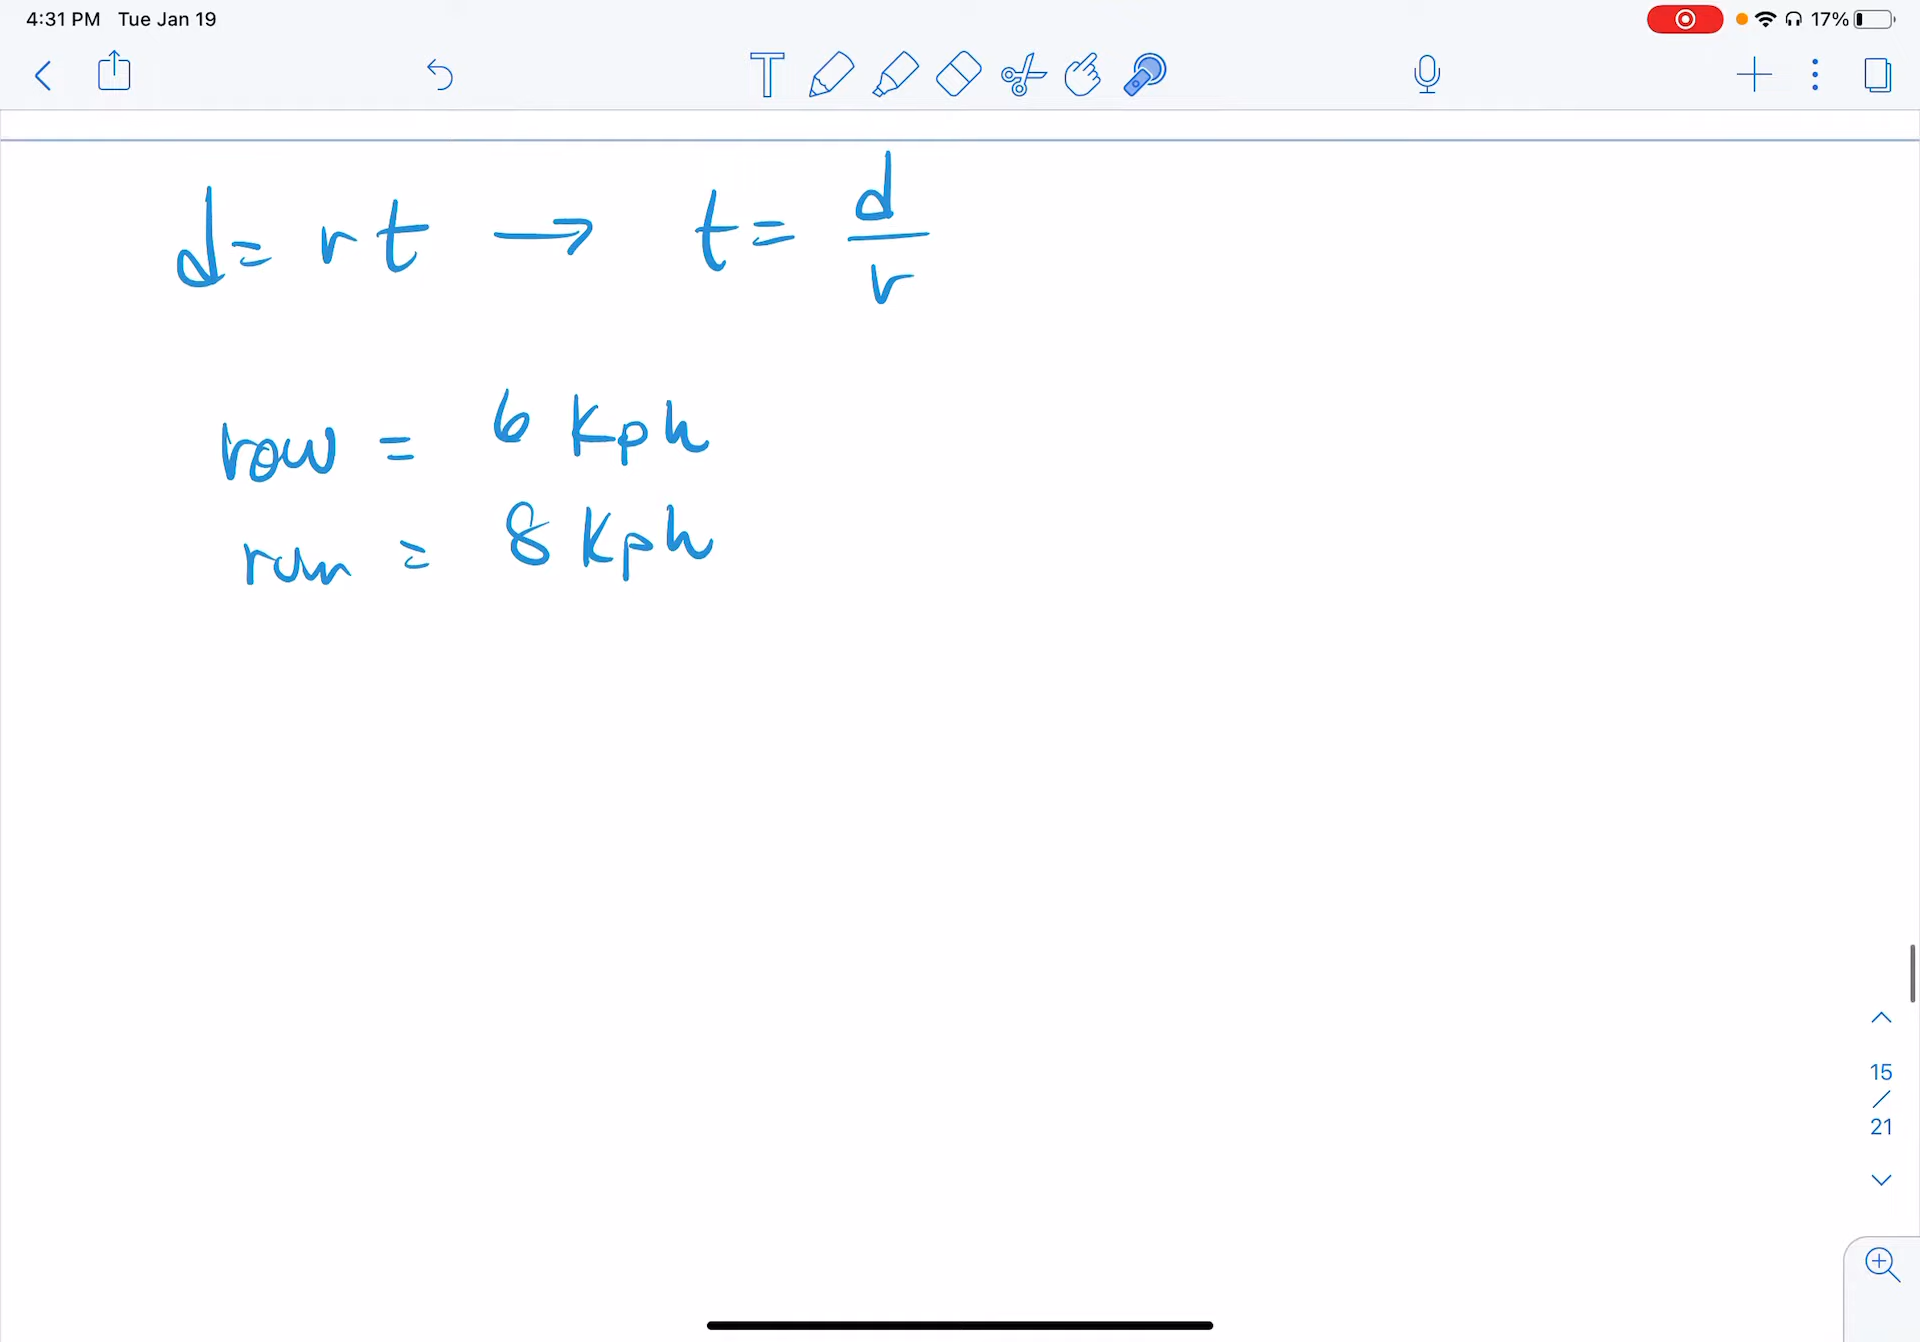 4:31 PM Tue Jan 19
17%
T
d = rt → t = d/r
row = 6 Kph
run = 8 Kph
15
/
21